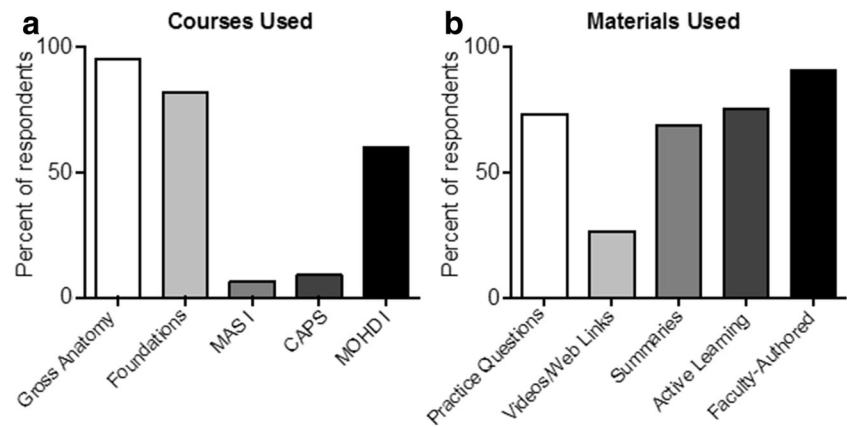 a
Courses Used
Percent of respondents
100
50
0
Gross Anatomy
Foundations
MAS I
CAPS
MOHD I
b
Materials Used
Percent of respondents
100
50
0
Practice Questions
Videos/Web Links
Summaries
Active Learning
Faculty-Authored